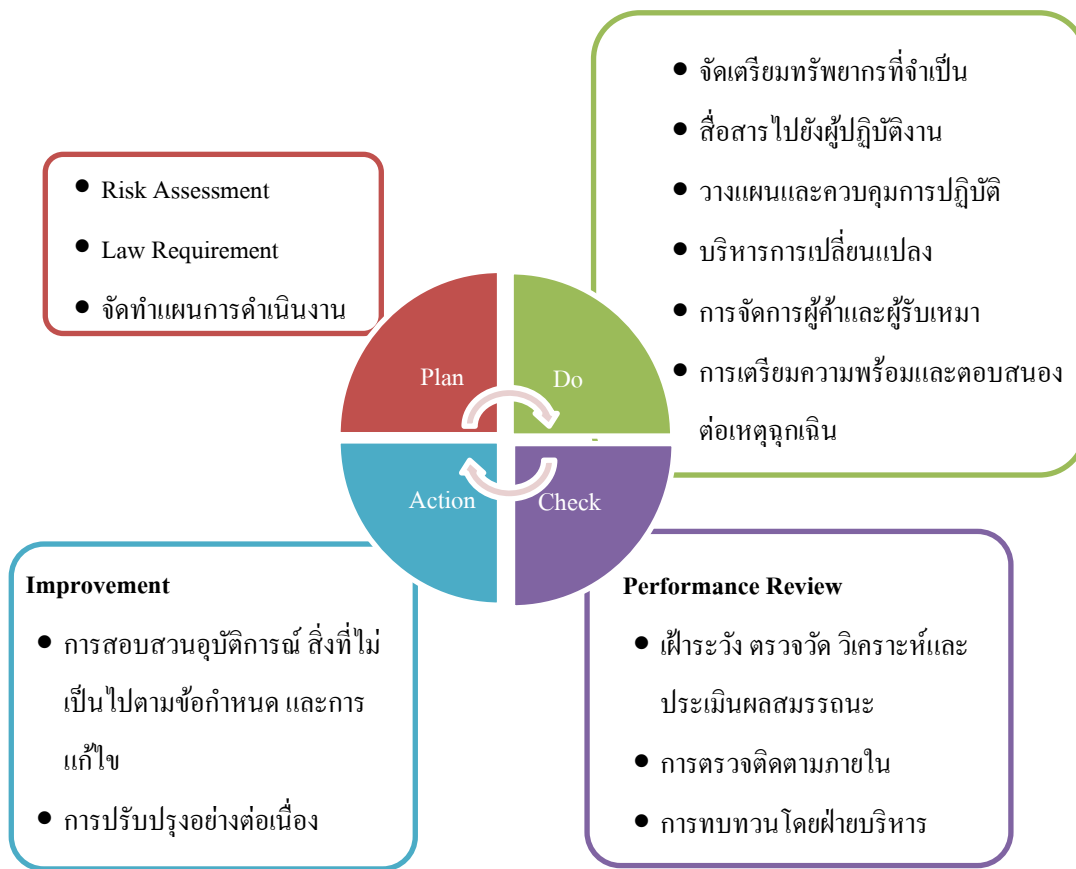 ● Risk Assessment
● Law Requirement
● จัดทำแผนการดำเนินงาน
● จัดเตรียมทรัพยากรที่จำเป็น
● สื่อสารไปยังผู้ปฏิบัติงาน
● วางแผนและควบคุมการปฏิบัติ
● บริหารการเปลี่ยนแปลง
● การจัดการผู้ค้าและผู้รับเหมา
● การเตรียมความพร้อมและตอบสนอง
ต่อเหตุฉุกเฉิน
Plan
Do
Action
Check
Improvement
● การสอบสวนอุบัติการณ์ สิ่งที่ไม่
เป็นไปตามข้อกำหนด และการ
แก้ไข
● การปรับปรุงอย่างต่อเนื่อง
Performance Review
● เฝ้าระวัง ตรวจวัด วิเคราะห์และ
ประเมินผลสมรรถนะ
● การตรวจติดตามภายใน
● การทบทวนโดยฝ่ายบริหาร